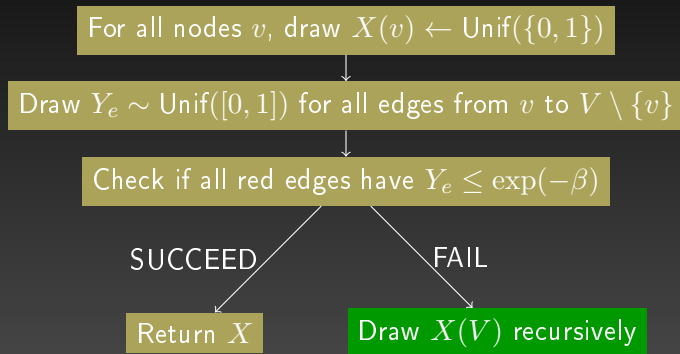 For all nodes v, draw X(v) ← Unif({0, 1})
Draw Y_e ∼ Unif([0, 1]) for all edges from v to V \ {v}
Check if all red edges have Y_e ≤ exp(−β)
SUCCEED
FAIL
Return X
Draw X(V) recursively